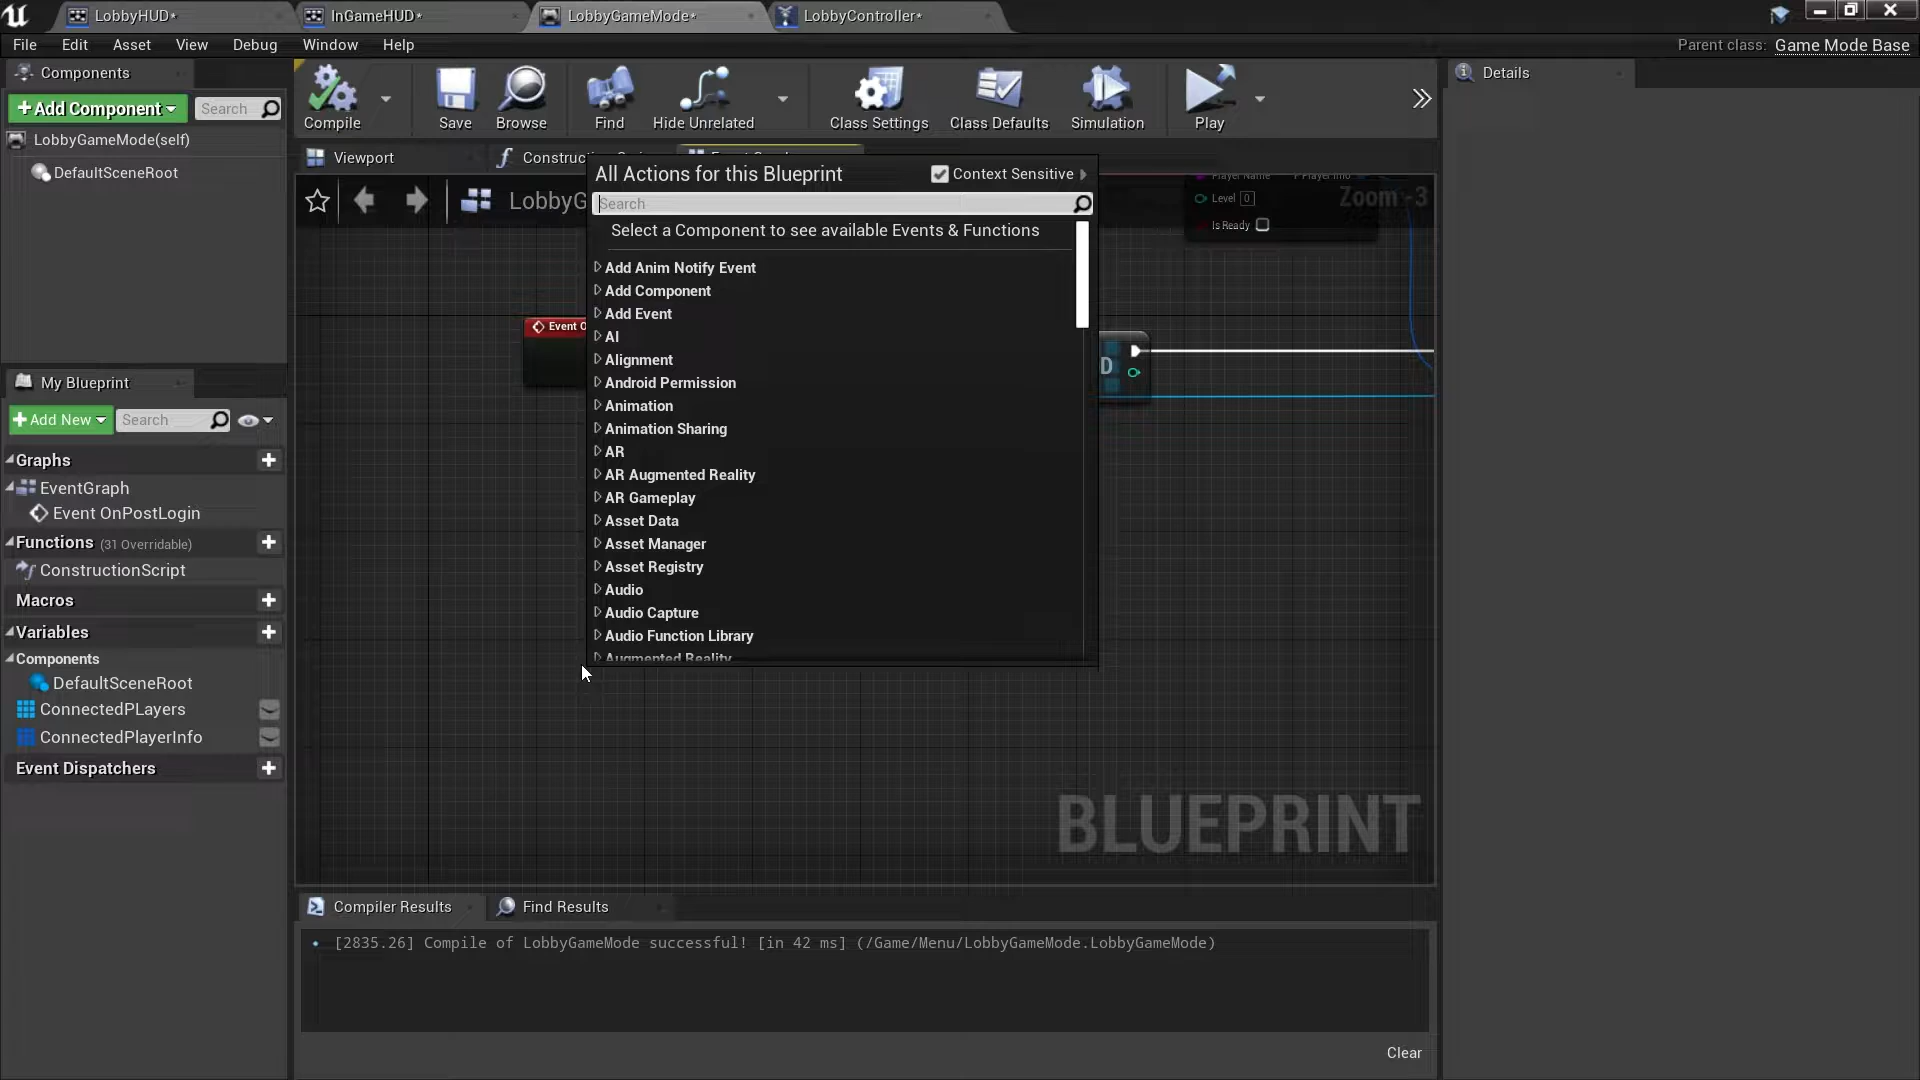 LobbyHUD*
InGameHUD*
LobbyGameMode*
LobbyController*
File Edit Asset View Debug Window Help
Parent class: Game Mode Base
Components
+Add Component
Search
LobbyGameMode(self)
DefaultSceneRoot
Compile
Save
Browse
Find
Hide Unrelated
Class Settings
Class Defaults
Simulation
Play
Details
Viewport
Construction
LobbyG
Zoom -3
Level 0
Is Ready
Event O
D
All Actions for this Blueprint
Context Sensitive
Search
Select a Component to see available Events & Functions
Add Anim Notify Event
Add Component
Add Event
AI
Alignment
Android Permission
Animation
Animation Sharing
AR
AR Augmented Reality
AR Gameplay
Asset Data
Asset Manager
Asset Registry
Audio
Audio Capture
Audio Function Library
Augmented Reality
My Blueprint
+Add New
Search
Graphs
EventGraph
Event OnPostLogin
Functions (31 Overridable)
ConstructionScript
Macros
Variables
Components
DefaultSceneRoot
ConnectedPLayers
ConnectedPlayerInfo
Event Dispatchers
BLUEPRINT
Compiler Results
Find Results
[2835.26] Compile of LobbyGameMode successful! [in 42 ms] (/Game/Menu/LobbyGameMode.LobbyGameMode)
Clear